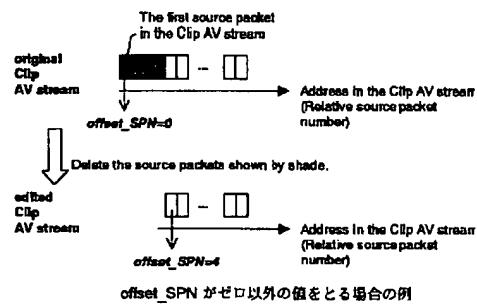 The first source packet
in the Clip AV stream
original
Clip
AV stream
Address in the Clip AV stream
(Relative source packet
number)
offset_SPN=0
Delete the source packets shown by shade.
edited
Clip
AV stream
Address in the Clip AV stream
(Relative source packet
number)
offset_SPN=4
offset_SPN がゼロ以外の値をとる場合の例